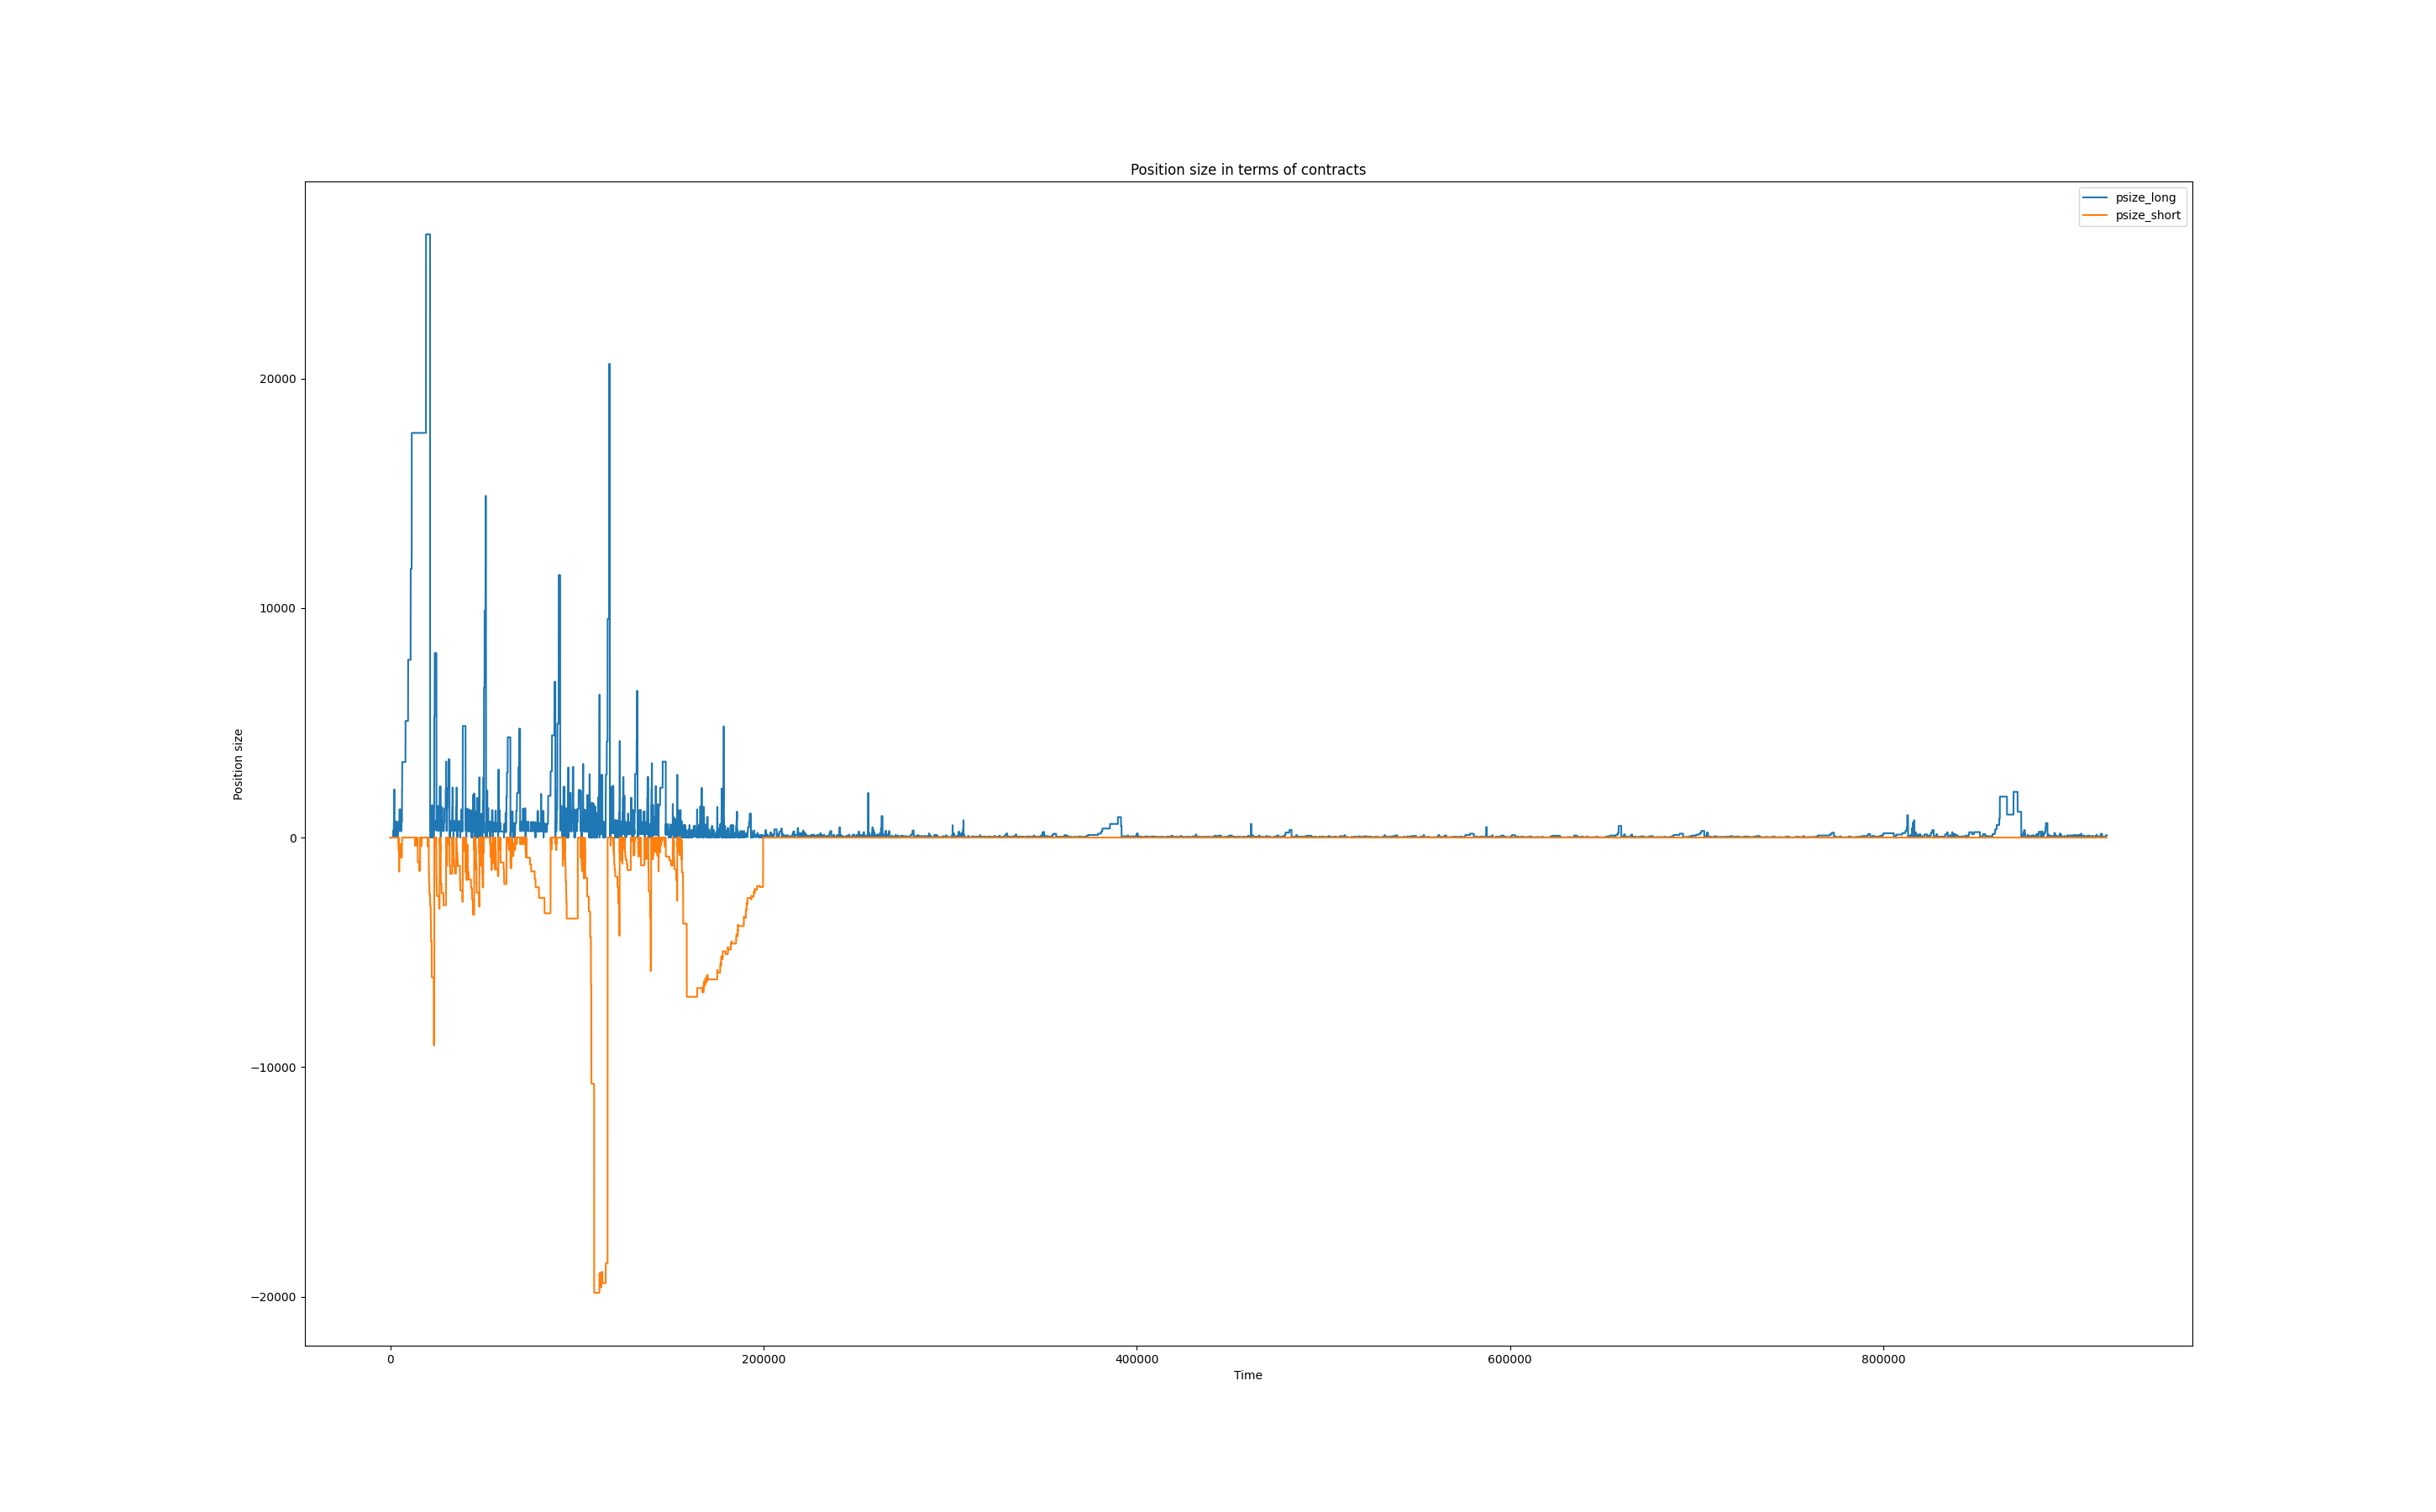 Position size in terms of contracts
psize_long
psize_short
Position size
20000
10000
0
−10000
−20000
0
200000
400000
600000
800000
Time